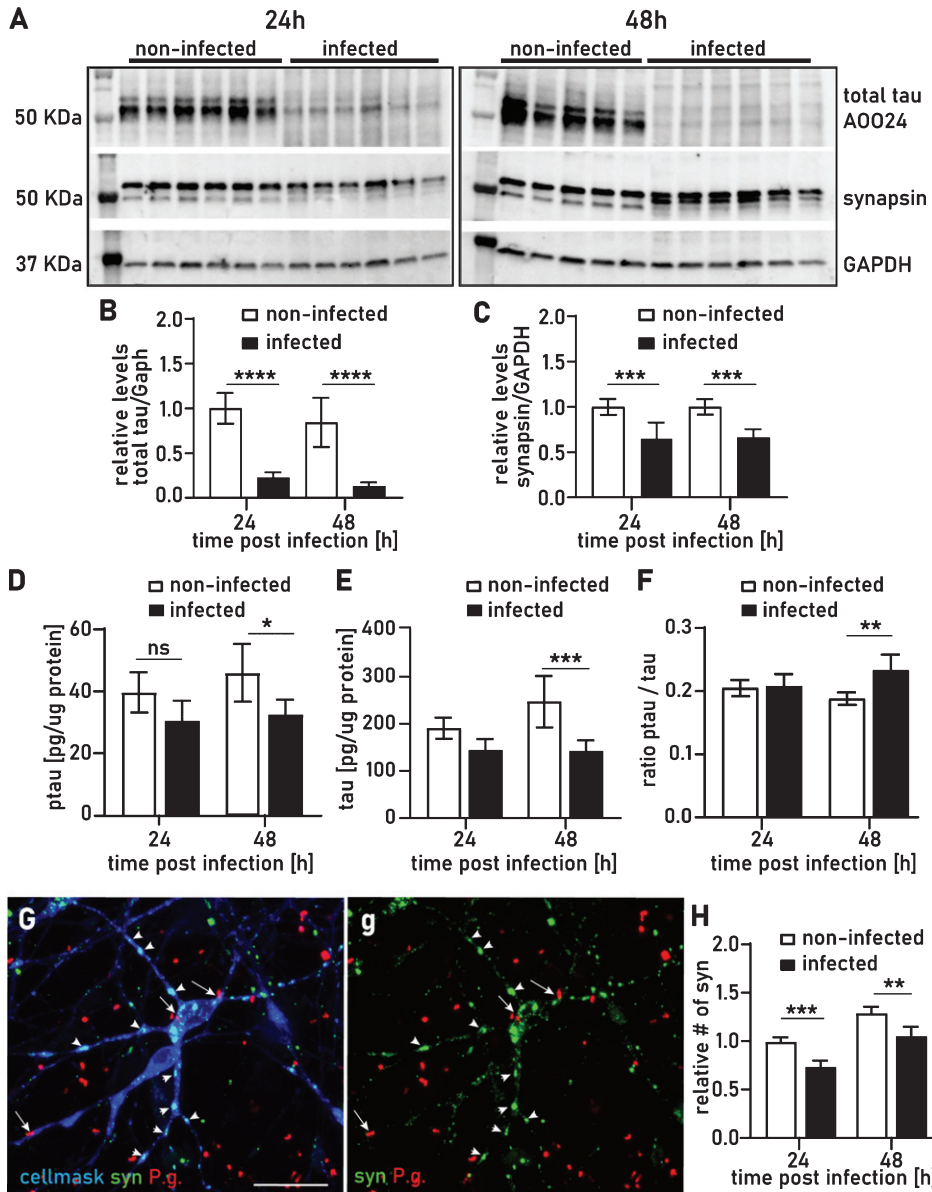 A
24h
48h
non-infected
infected
non-infected
infected
50 KDa
total tau
AOO24
50 KDa
synapsin
37 KDa
GAPDH
B
non-infected
infected
relative levels
total tau/Gaph
2.0
1.5
1.0
0.5
0.0
****
****
24
48
time post infection [h]
C
non-infected
infected
relative levels
synapsin/GAPDH
2.0
1.5
1.0
0.5
0.0
***
***
24
48
time post infection [h]
D
non-infected
infected
ptau [pg/ug protein]
60
40
20
0
ns
*
24
48
time post infection [h]
E
non-infected
infected
tau [pg/ug protein]
400
300
200
100
0
***
24
48
time post infection [h]
F
non-infected
infected
ratio ptau / tau
0.3
0.2
0.1
0.0
**
24
48
time post infection [h]
G
cellmask syn P.g.
g
syn P.g.
H
non-infected
infected
relative # of syn
2.0
1.5
1.0
0.5
0.0
***
**
24
48
time post infection [h]